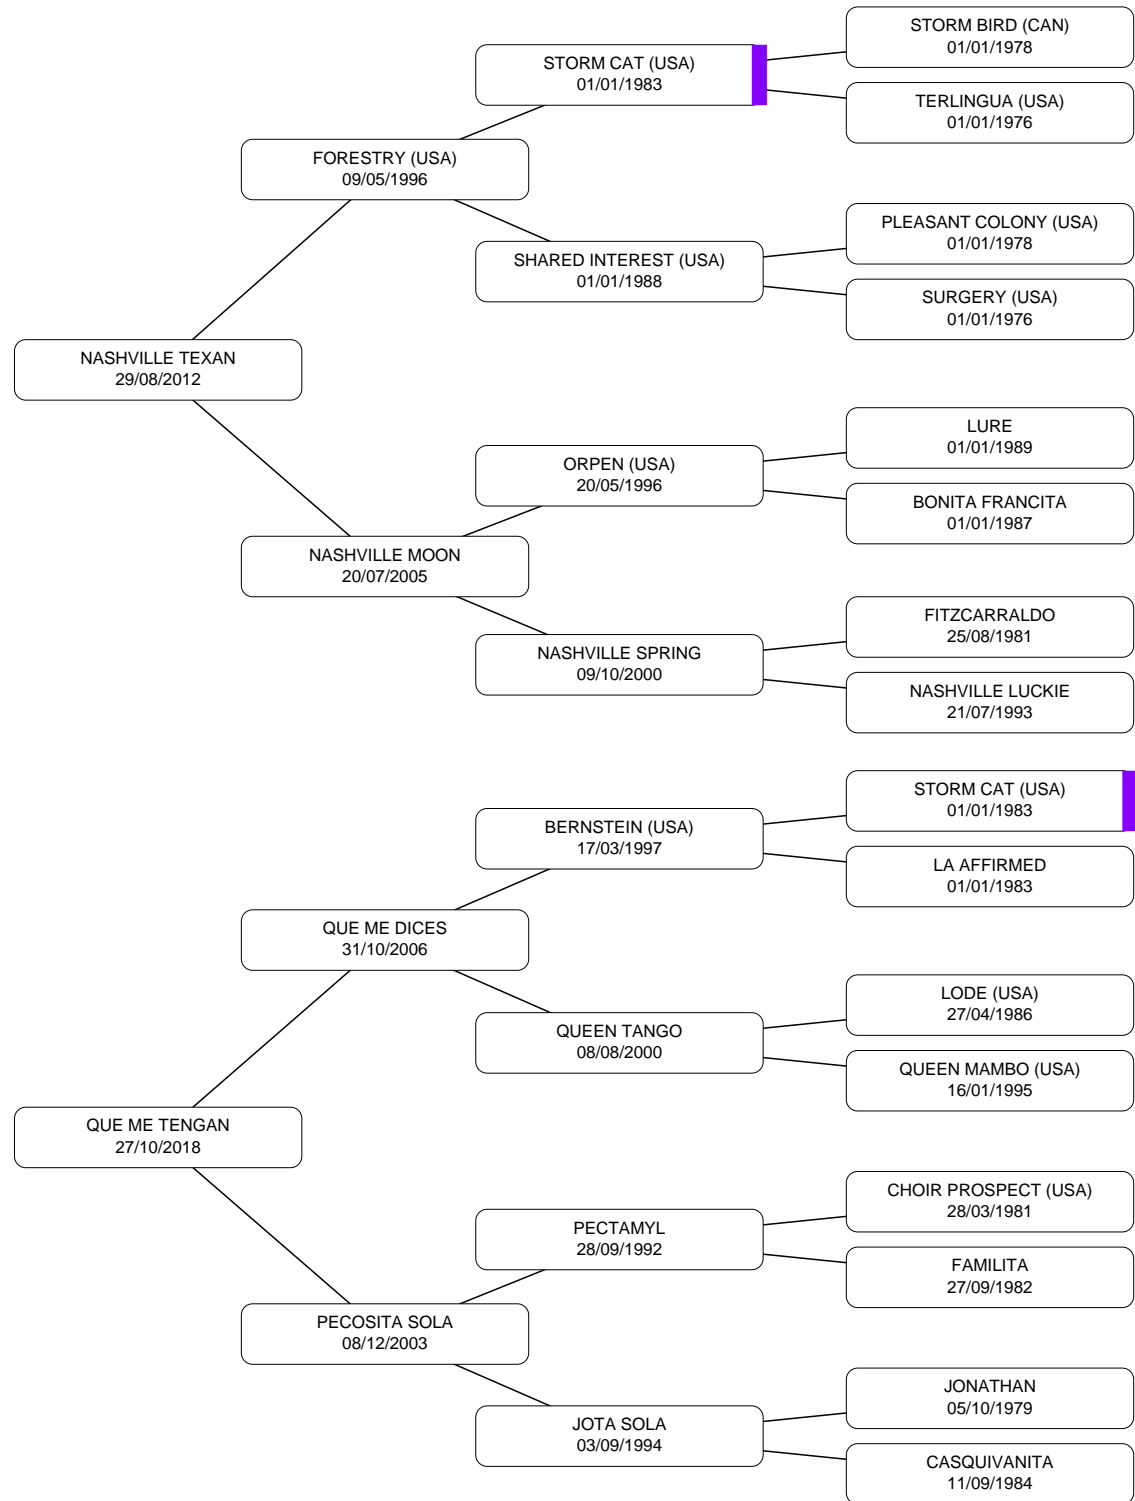 STORM BIRD (CAN)
01/01/1978
STORM CAT (USA)
01/01/1983
TERLINGUA (USA)
01/01/1976
FORESTRY (USA)
09/05/1996
PLEASANT COLONY (USA)
01/01/1978
SHARED INTEREST (USA)
01/01/1988
SURGERY (USA)
01/01/1976
NASHVILLE TEXAN
29/08/2012
LURE
01/01/1989
ORPEN (USA)
20/05/1996
BONITA FRANCITA
01/01/1987
NASHVILLE MOON
20/07/2005
FITZCARRALDO
25/08/1981
NASHVILLE SPRING
09/10/2000
NASHVILLE LUCKIE
21/07/1993
STORM CAT (USA)
01/01/1983
BERNSTEIN (USA)
17/03/1997
LA AFFIRMED
01/01/1983
QUE ME DICES
31/10/2006
LODE (USA)
27/04/1986
QUEEN TANGO
08/08/2000
QUEEN MAMBO (USA)
16/01/1995
QUE ME TENGAN
27/10/2018
CHOIR PROSPECT (USA)
28/03/1981
PECTAMYL
28/09/1992
FAMILITA
27/09/1982
PECOSITA SOLA
08/12/2003
JONATHAN
05/10/1979
JOTA SOLA
03/09/1994
CASQUIVANITA
11/09/1984